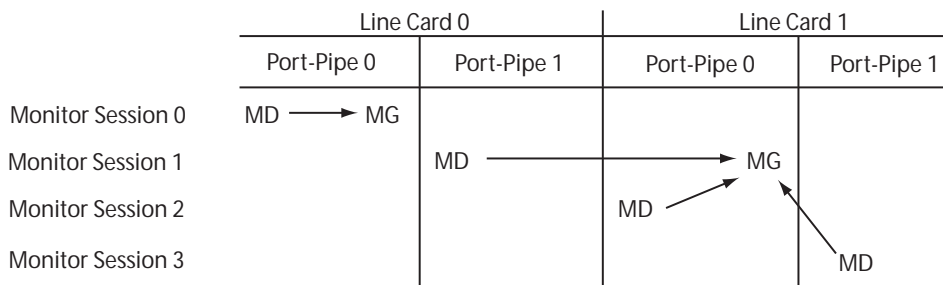 Line Card 0 Line Card 1
Port-Pipe 0 Port-Pipe 1 Port-Pipe 0 Port-Pipe 1
Monitor Session 0 MD MG
Monitor Session 1 MD MG
Monitor Session 2 MD
Monitor Session 3 MD